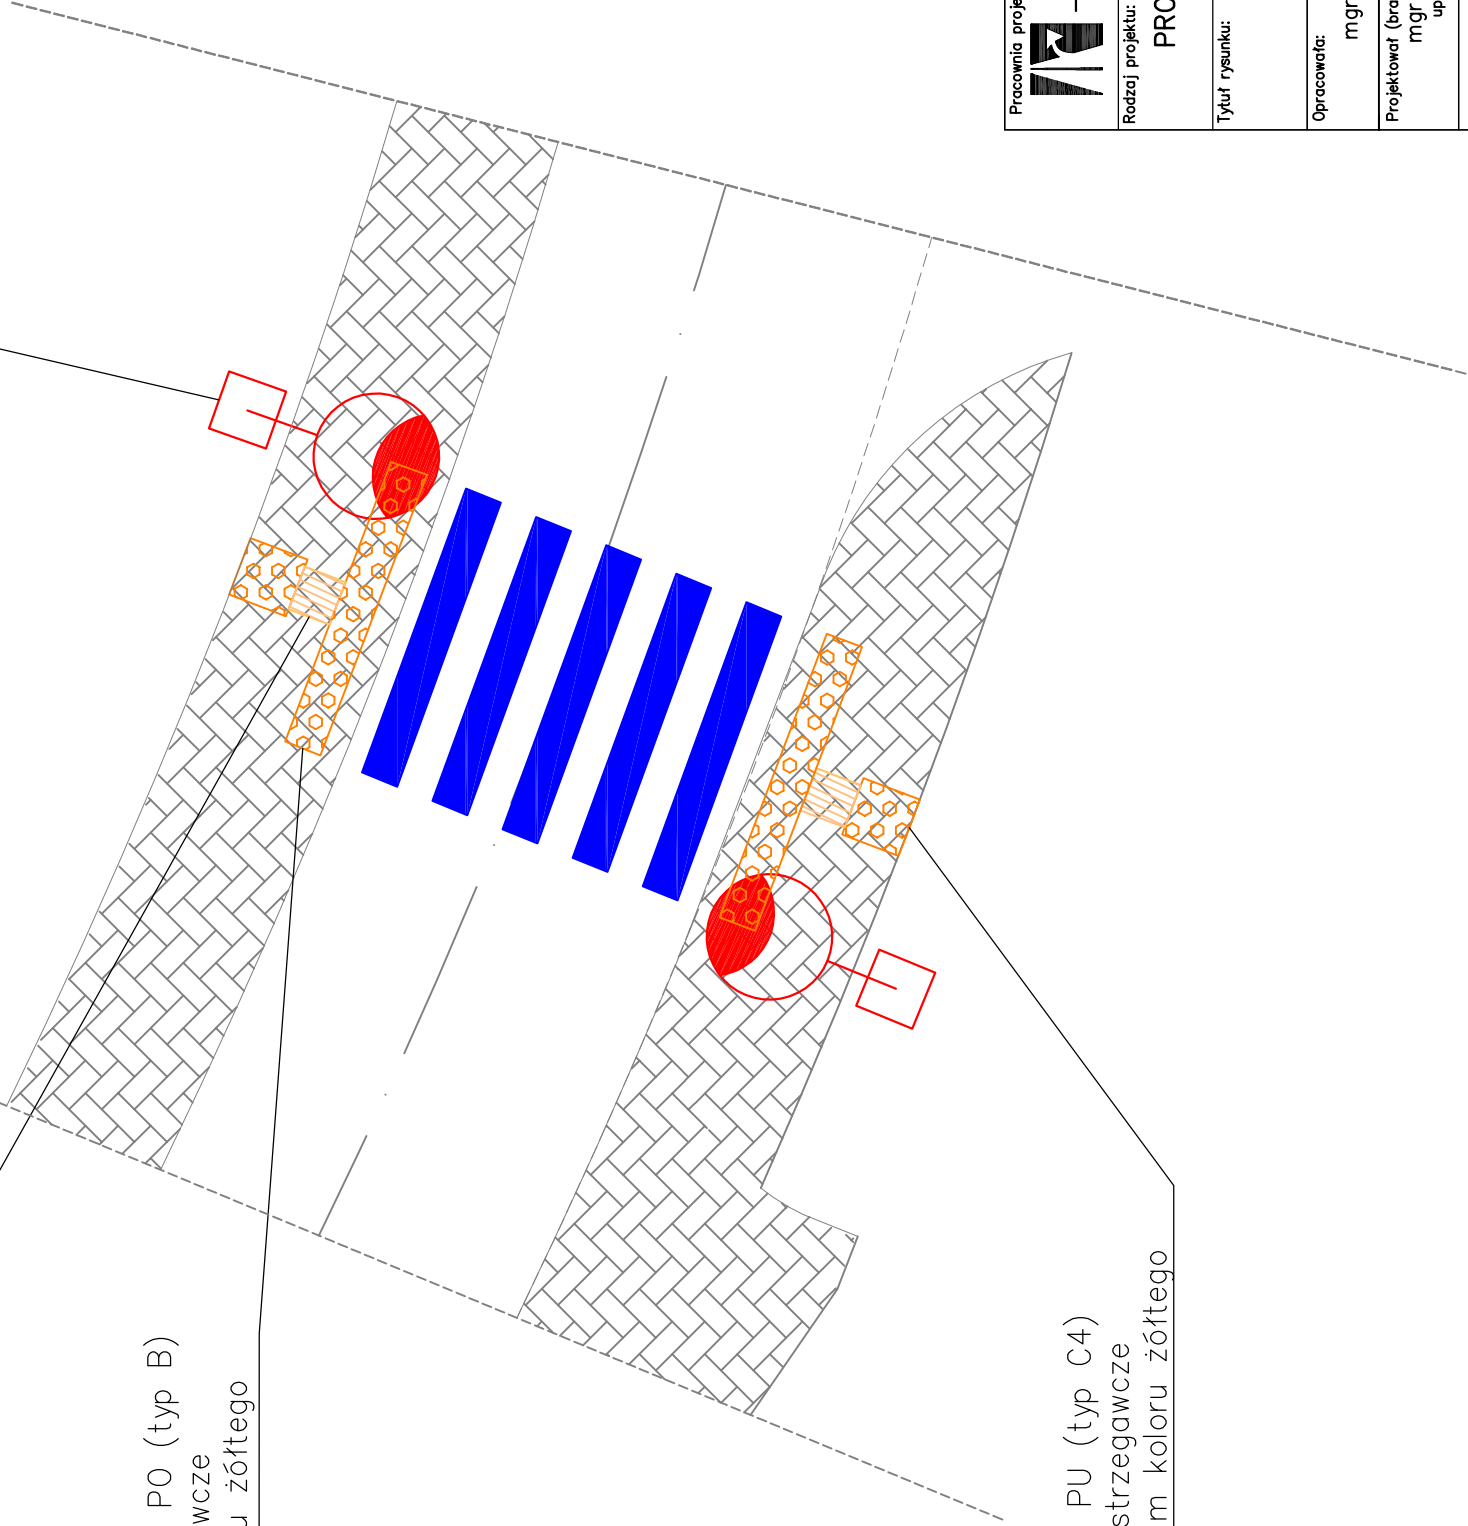 PO (typ B)
wcze
u żółtego
PU (typ C4)
strzegawcze
m koloru żółtego
Pracownia proje
Rodzaj projektu:
PRO
Tytuł rysunku:
Opracowała:
mgr
Projektował (bra
mgr
up